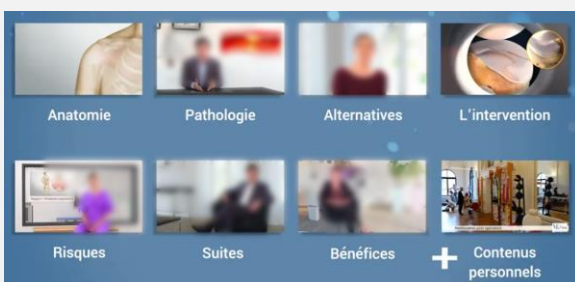 Anatomie
Pathologie
Alternatives
L'intervention
Risques
Suites
Bénéfices
+ Contenus
personnels